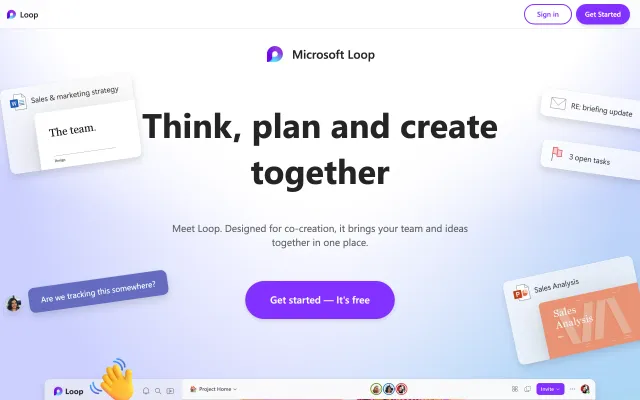 Loop
Sign in
Get Started
Microsoft Loop
Sales & marketing strategy
The team.
Think, plan and create
together
RE: briefing update
3 open tasks
Meet Loop. Designed for co-creation, it brings your team and ideas
together in one place.
Are we tracking this somewhere?
Get started — It's free
Sales Analysis
Sales
Analysis
Loop
Project Home
Invite